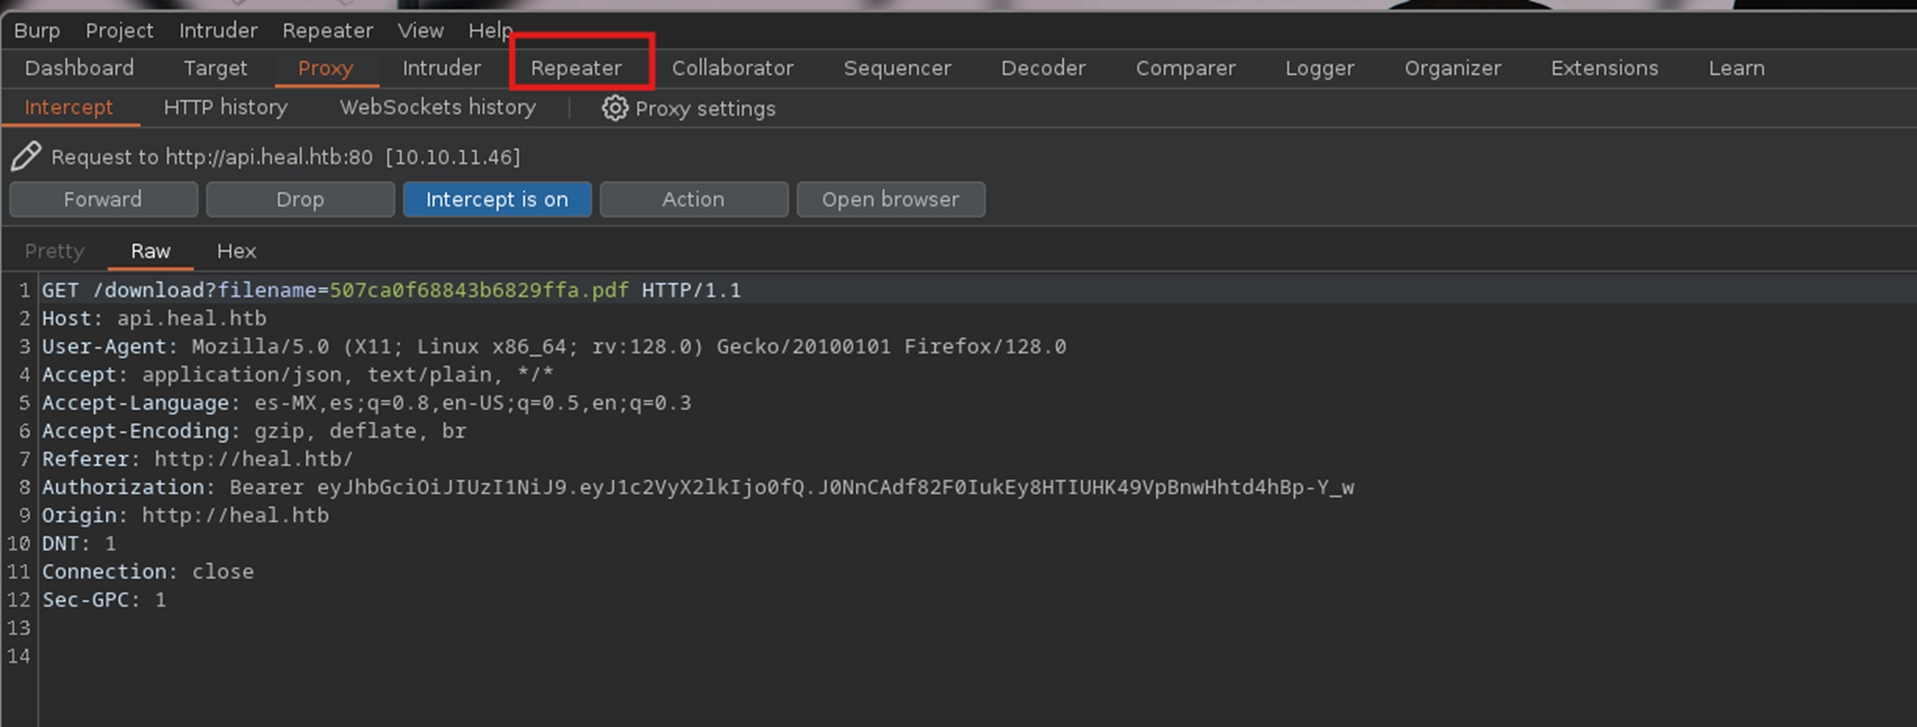 Burp Project Intruder Repeater View Help
Dashboard Target Proxy Intruder Repeater Collaborator Sequencer Decoder Comparer Logger Organizer Extensions Learn
Intercept HTTP history WebSockets history Proxy settings
Request to http://api.heal.htb:80 [10.10.11.46]
Forward Drop Intercept is on Action Open browser
Pretty Raw Hex
1 GET /download?filename=507ca0f68843b6829ffa.pdf HTTP/1.1
2 Host: api.heal.htb
3 User-Agent: Mozilla/5.0 (X11; Linux x86_64; rv:128.0) Gecko/20100101 Firefox/128.0
4 Accept: application/json, text/plain, */*
5 Accept-Language: es-MX,es;q=0.8,en-US;q=0.5,en;q=0.3
6 Accept-Encoding: gzip, deflate, br
7 Referer: http://heal.htb/
8 Authorization: Bearer eyJhbGciOiJIUzI1NiJ9.eyJ1c2VyX2lkIjo0fQ.J0NnCAdf82F0IukEy8HTIUHK49VpBnwHhtd4hBp-Y_w
9 Origin: http://heal.htb
10 DNT: 1
11 Connection: close
12 Sec-GPC: 1
13
14